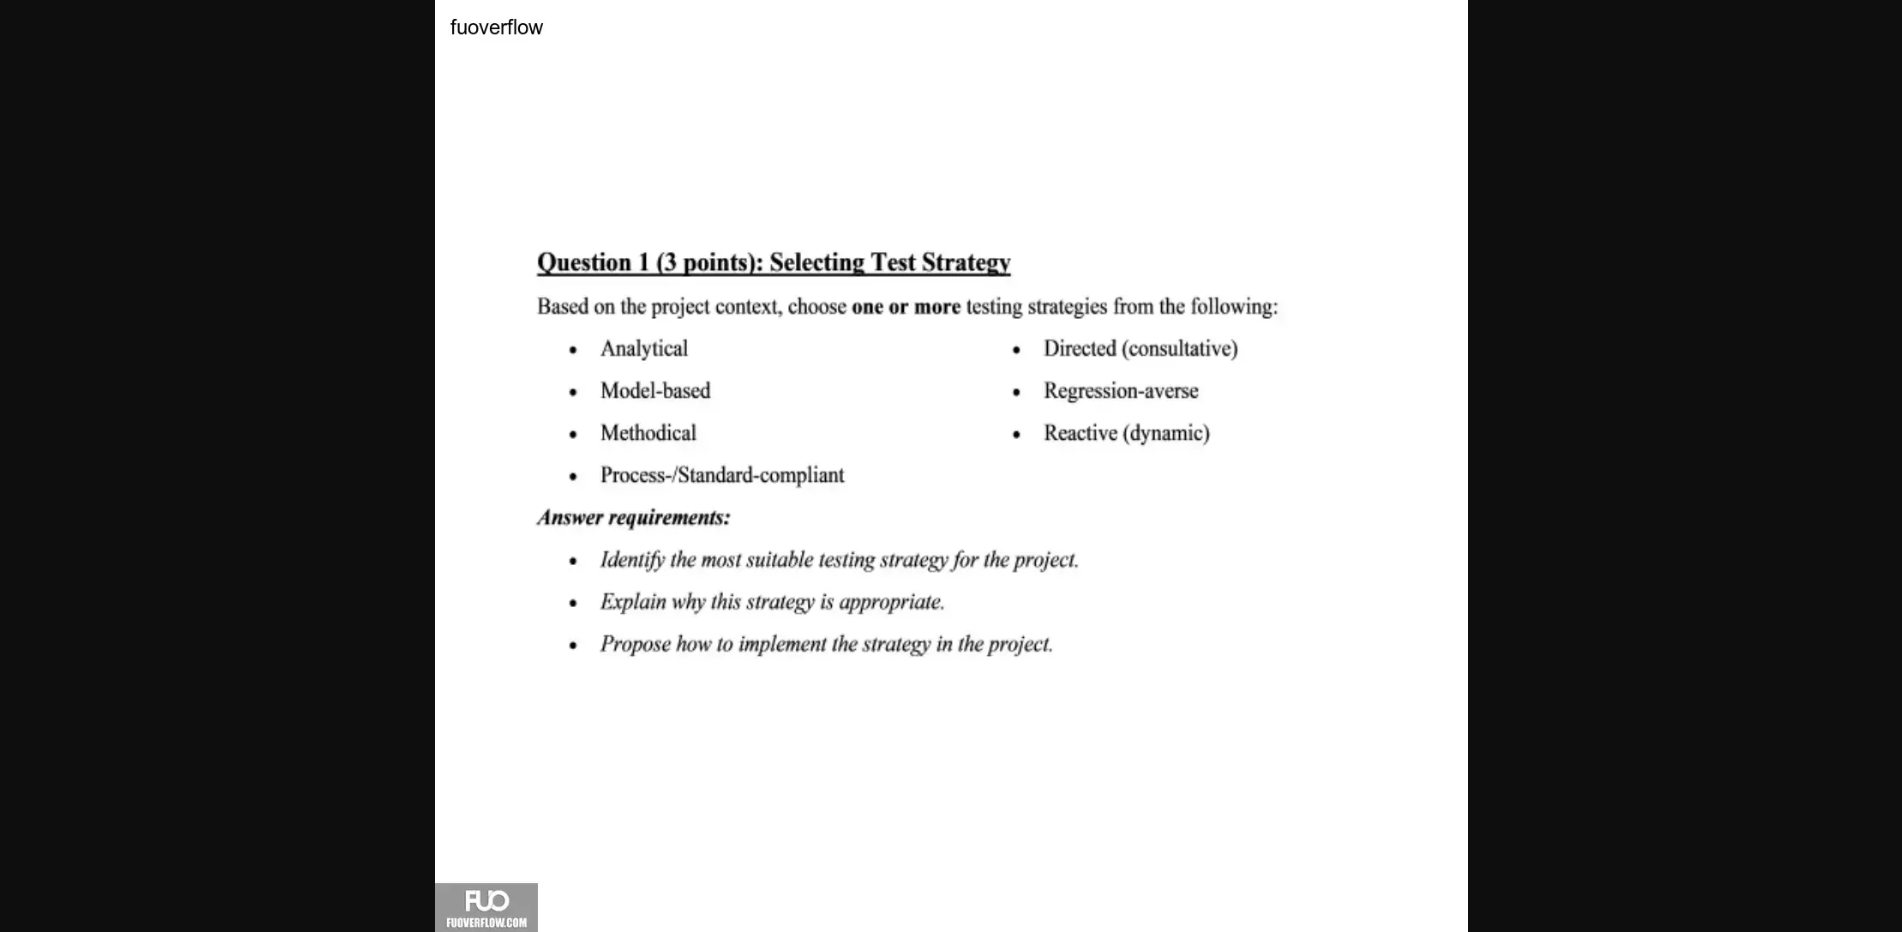 fuoverflow
Question 1 (3 points): Selecting Test Strategy
Based on the project context, choose one or more testing strategies from the following:
• Analytical
• Model-based
• Methodical
• Process-/Standard-compliant
• Directed (consultative)
• Regression-averse
• Reactive (dynamic)
Answer requirements:
• Identify the most suitable testing strategy for the project.
• Explain why this strategy is appropriate.
• Propose how to implement the strategy in the project.
FUO
FUOVERFLOW.COM